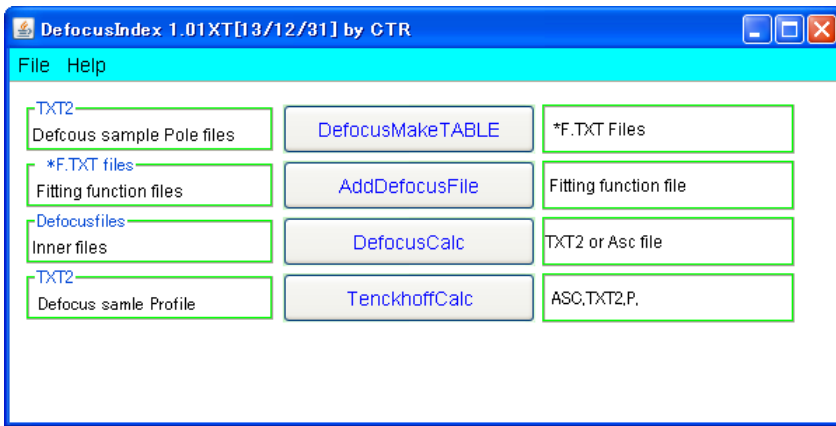 DefocusIndex 1.01XT[13/12/31] by CTR
File Help
TXT2
Defcous sample Pole files
DefocusMakeTABLE
*F.TXT Files
*F.TXT files
Fitting function files
AddDefocusFile
Fitting function file
Defocusfiles
Inner files
DefocusCalc
TXT2 or Asc file
TXT2
Defocus samle Profile
TenckhoffCalc
ASC,TXT2,P,